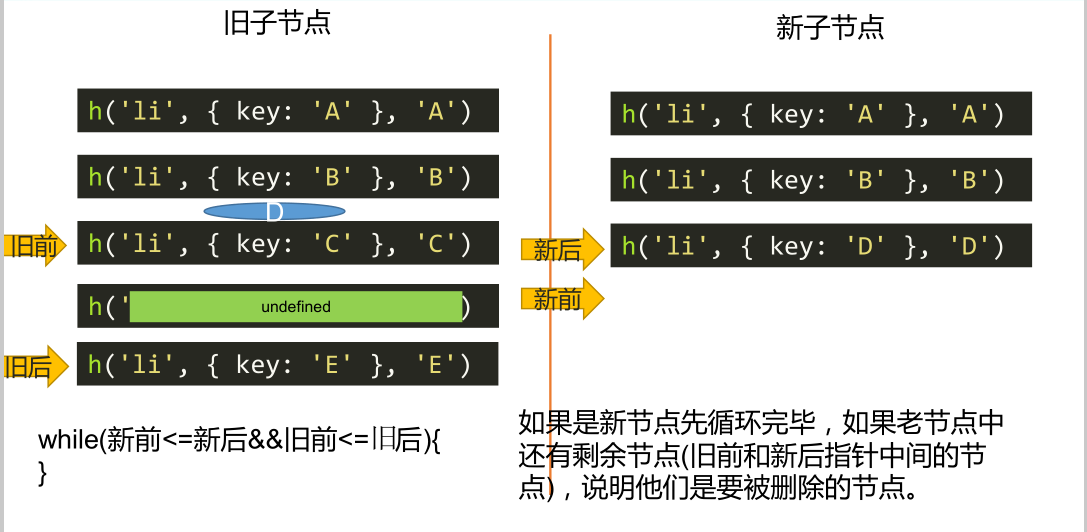 旧子节点
h('li', { key: 'A' }, 'A')
h('li', { key: 'B' }, 'B')
D
旧前
h('li', { key: 'C' }, 'C')
h('
undefined
)
旧后
h('li', { key: 'E' }, 'E')
while(新前<=新后&&旧前<=旧后){
}
新子节点
h('li', { key: 'A' }, 'A')
h('li', { key: 'B' }, 'B')
新后
h('li', { key: 'D' }, 'D')
新前
如果是新节点先循环完毕，如果老节点中
还有剩余节点(旧前和新后指针中间的节
点)，说明他们是要被删除的节点。